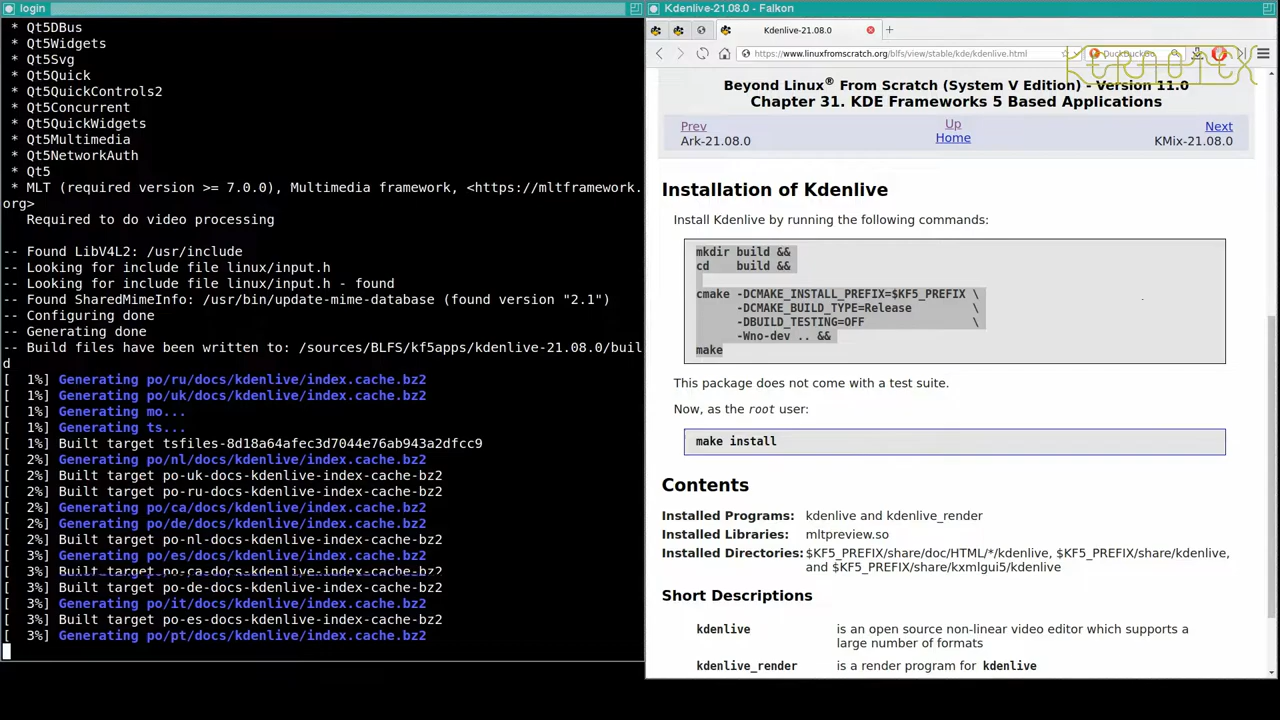 login
* Qt5DBus
* Qt5Widgets
* Qt5Svg
* Qt5Quick
* Qt5QuickControls2
* Qt5Concurrent
* Qt5QuickWidgets
* Qt5Multimedia
* Qt5NetworkAuth
* Qt5
* MLT (required version >= 7.0.0), Multimedia framework, <https://mltframework.
org>
Required to do video processing
-- Found LibV4L2: /usr/include
-- Looking for include file linux/input.h
-- Looking for include file linux/input.h - found
-- Found SharedMimeInfo: /usr/bin/update-mime-database (found version "2.1")
-- Configuring done
-- Generating done
-- Build files have been written to: /sources/BLFS/kf5apps/kdenlive-21.08.0/buil
d
[  1%] Generating po/ru/docs/kdenlive/index.cache.bz2
[  1%] Generating po/uk/docs/kdenlive/index.cache.bz2
[  1%] Generating mo...
[  1%] Generating ts...
[  1%] Built target tsfiles-8d18a64afec3d7044e76ab943a2dfcc9
[  2%] Generating po/nl/docs/kdenlive/index.cache.bz2
[  2%] Built target po-uk-docs-kdenlive-index-cache-bz2
[  2%] Built target po-ru-docs-kdenlive-index-cache-bz2
[  2%] Generating po/ca/docs/kdenlive/index.cache.bz2
[  2%] Generating po/de/docs/kdenlive/index.cache.bz2
[  2%] Built target po-nl-docs-kdenlive-index-cache-bz2
[  3%] Generating po/es/docs/kdenlive/index.cache.bz2
[  3%] Built target po-ca-docs-kdenlive-index-cache-bz2
[  3%] Built target po-de-docs-kdenlive-index-cache-bz2
[  3%] Generating po/it/docs/kdenlive/index.cache.bz2
[  3%] Built target po-es-docs-kdenlive-index-cache-bz2
[  3%] Generating po/pt/docs/kdenlive/index.cache.bz2
Kdenlive-21.08.0 - Falkon
Kdenlive-21.08.0
https://www.linuxfromscratch.org/blfs/view/stable/kde/kdenlive.html
DuckDuckGo
Beyond Linux® From Scratch (System V Edition) - Version 11.0
Chapter 31. KDE Frameworks 5 Based Applications
Prev Up Next
Ark-21.08.0 Home KMix-21.08.0
Installation of Kdenlive
Install Kdenlive by running the following commands:
mkdir build &&
cd    build &&
cmake -DCMAKE_INSTALL_PREFIX=$KF5_PREFIX \
-DCMAKE_BUILD_TYPE=Release \
-DBUILD_TESTING=OFF \
-Wno-dev .. &&
make
This package does not come with a test suite.
Now, as the root user:
make install
Contents
Installed Programs: kdenlive and kdenlive_render
Installed Libraries: mltpreview.so
Installed Directories: $KF5_PREFIX/share/doc/HTML/*/kdenlive, $KF5_PREFIX/share/kdenlive,
and $KF5_PREFIX/share/kxmlgui5/kdenlive
Short Descriptions
kdenlive is an open source non-linear video editor which supports a
large number of formats
kdenlive_render is a render program for kdenlive